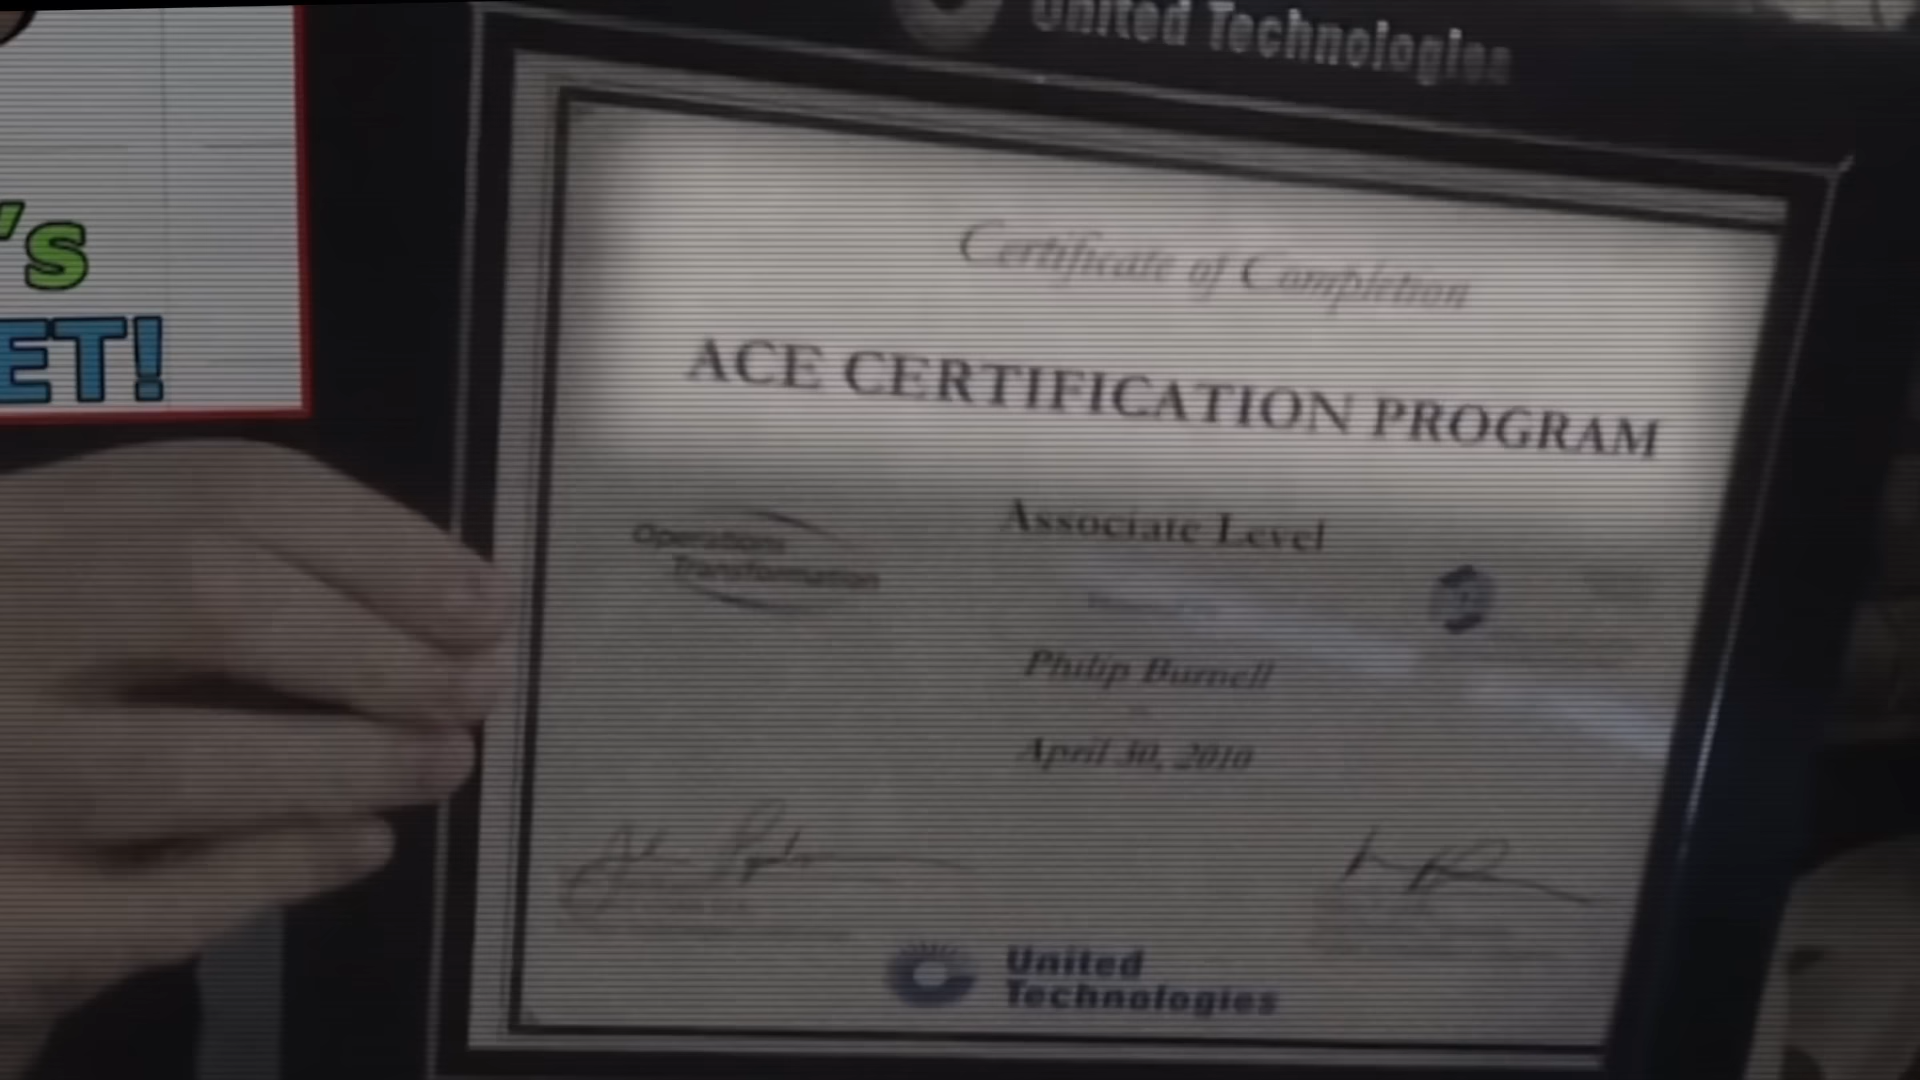 United Technologies
's
ET!
Certificate of Completion
ACE CERTIFICATION PROGRAM
Associate Level
Operations
Transformation
Philip Burnell
April 30, 2010
United
Technologies